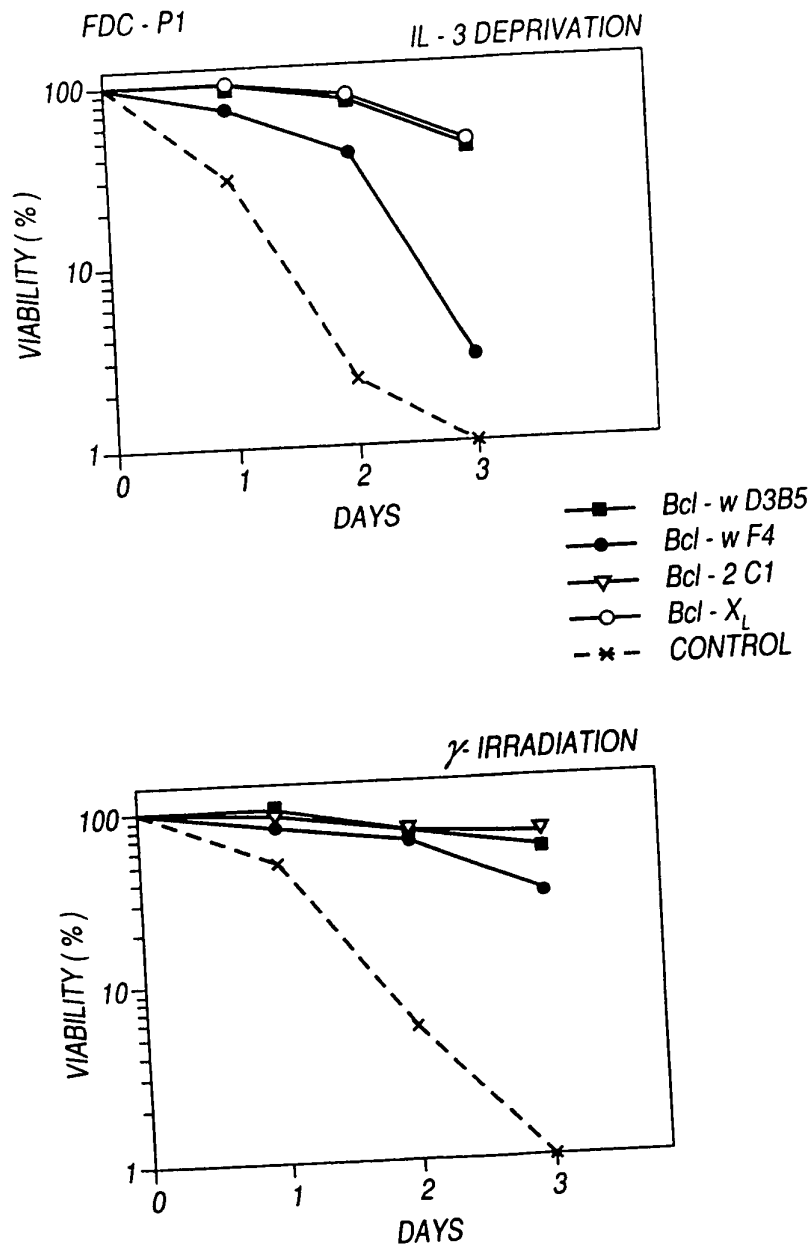 FDC - P1
IL - 3 DEPRIVATION
100
10
1
VIABILITY ( % )
0 1 2 3
DAYS
Bcl - w D3B5
Bcl - w F4
Bcl - 2 C1
Bcl - X_L
CONTROL
γ- IRRADIATION
100
10
1
VIABILITY ( % )
0 1 2 3
DAYS